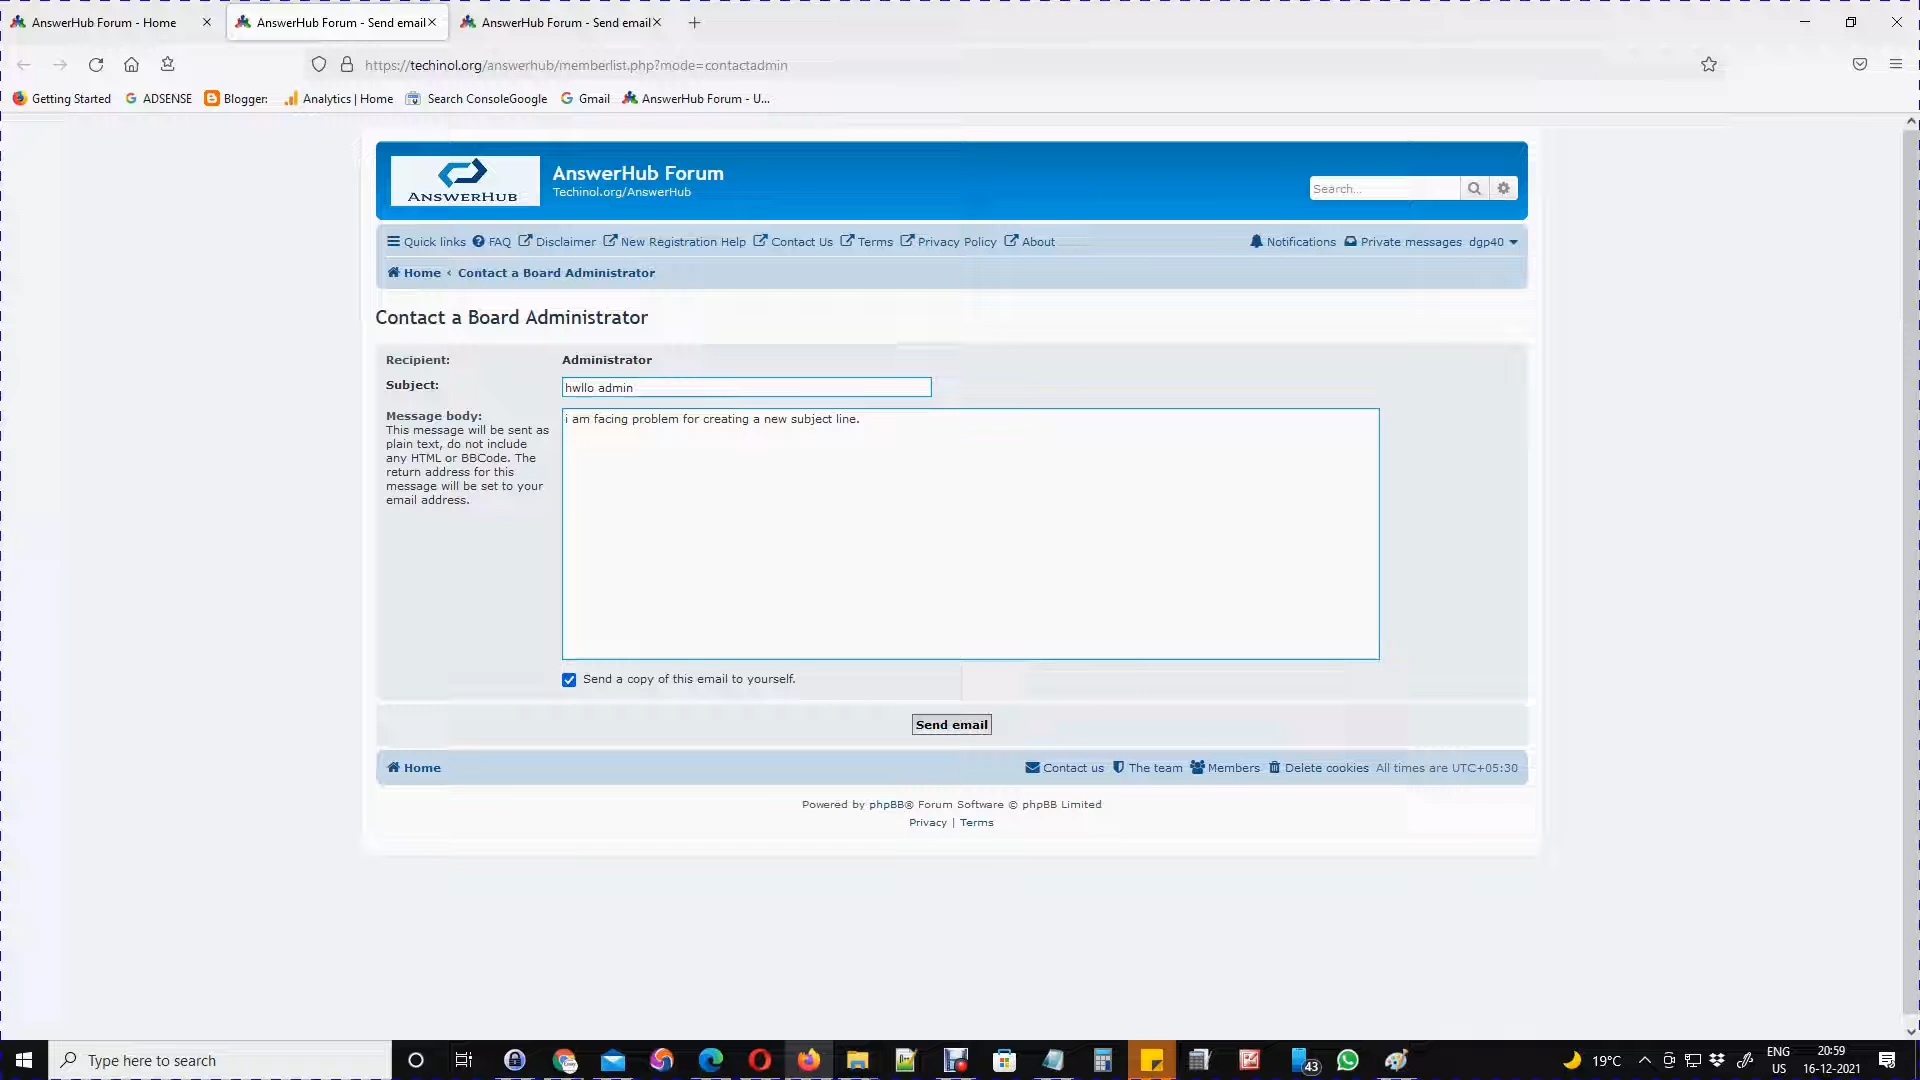 AnswerHub Forum - Home
AnswerHub Forum - Send email
AnswerHub Forum - Send email
https://techinol.org/answerhub/memberlist.php?mode=contactadmin
Getting Started ADSENSE Blogger: Analytics | Home Search ConsoleGoogle Gmail AnswerHub Forum - U...
ANSWERHUB
AnswerHub Forum
Techinol.org/AnswerHub
Search...
Quick links FAQ Disclaimer New Registration Help Contact Us Terms Privacy Policy About
Notifications Private messages dgp40
Home ‹ Contact a Board Administrator
Contact a Board Administrator
Recipient: Administrator
Subject: hwllo admin
Message body:
This message will be sent as
plain text, do not include
any HTML or BBCode. The
return address for this
message will be set to your
email address.
i am facing problem for creating a new subject line.
Send a copy of this email to yourself.
Send email
Home
Contact us The team Members Delete cookies All times are UTC+05:30
Powered by phpBB® Forum Software © phpBB Limited
Privacy | Terms
Type here to search
43
19°C
ENG
US
20:59
16-12-2021